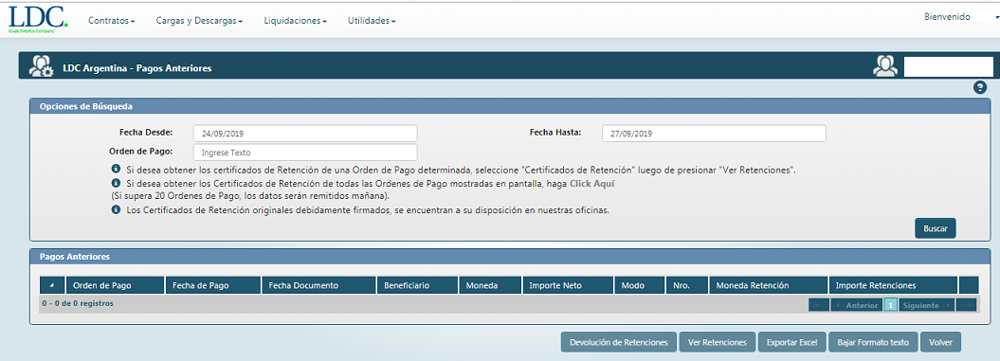 LDC.
Louis Dreyfus Company
Contratos
Cargas y Descargas
Liquidaciones
Utilidades
Bienvenido
LDC Argentina - Pagos Anteriores
Opciones de Búsqueda
Fecha Desde: 24/09/2019 Fecha Hasta: 27/09/2019
Orden de Pago: Ingrese Texto
Si desea obtener los certificados de Retención de una Orden de Pago determinada, seleccione "Certificados de Retención" luego de presionar "Ver Retenciones".
Si desea obtener los Certificados de Retención de todas las Ordenes de Pago mostradas en pantalla, haga Click Aquí
(Si supera 20 Ordenes de Pago, los datos serán remitidos mañana).
Los Certificados de Retención originales debidamente firmados, se encuentran a su disposición en nuestras oficinas.
Buscar
Pagos Anteriores
Orden de Pago Fecha de Pago Fecha Documento Beneficiario Moneda Importe Neto Modo Nro. Moneda Retención Importe Retenciones
0 - 0 de 0 registros Anterior 1 Siguiente
Devolución de Retenciones Ver Retenciones Exportar Excel Bajar Formato texto Volver